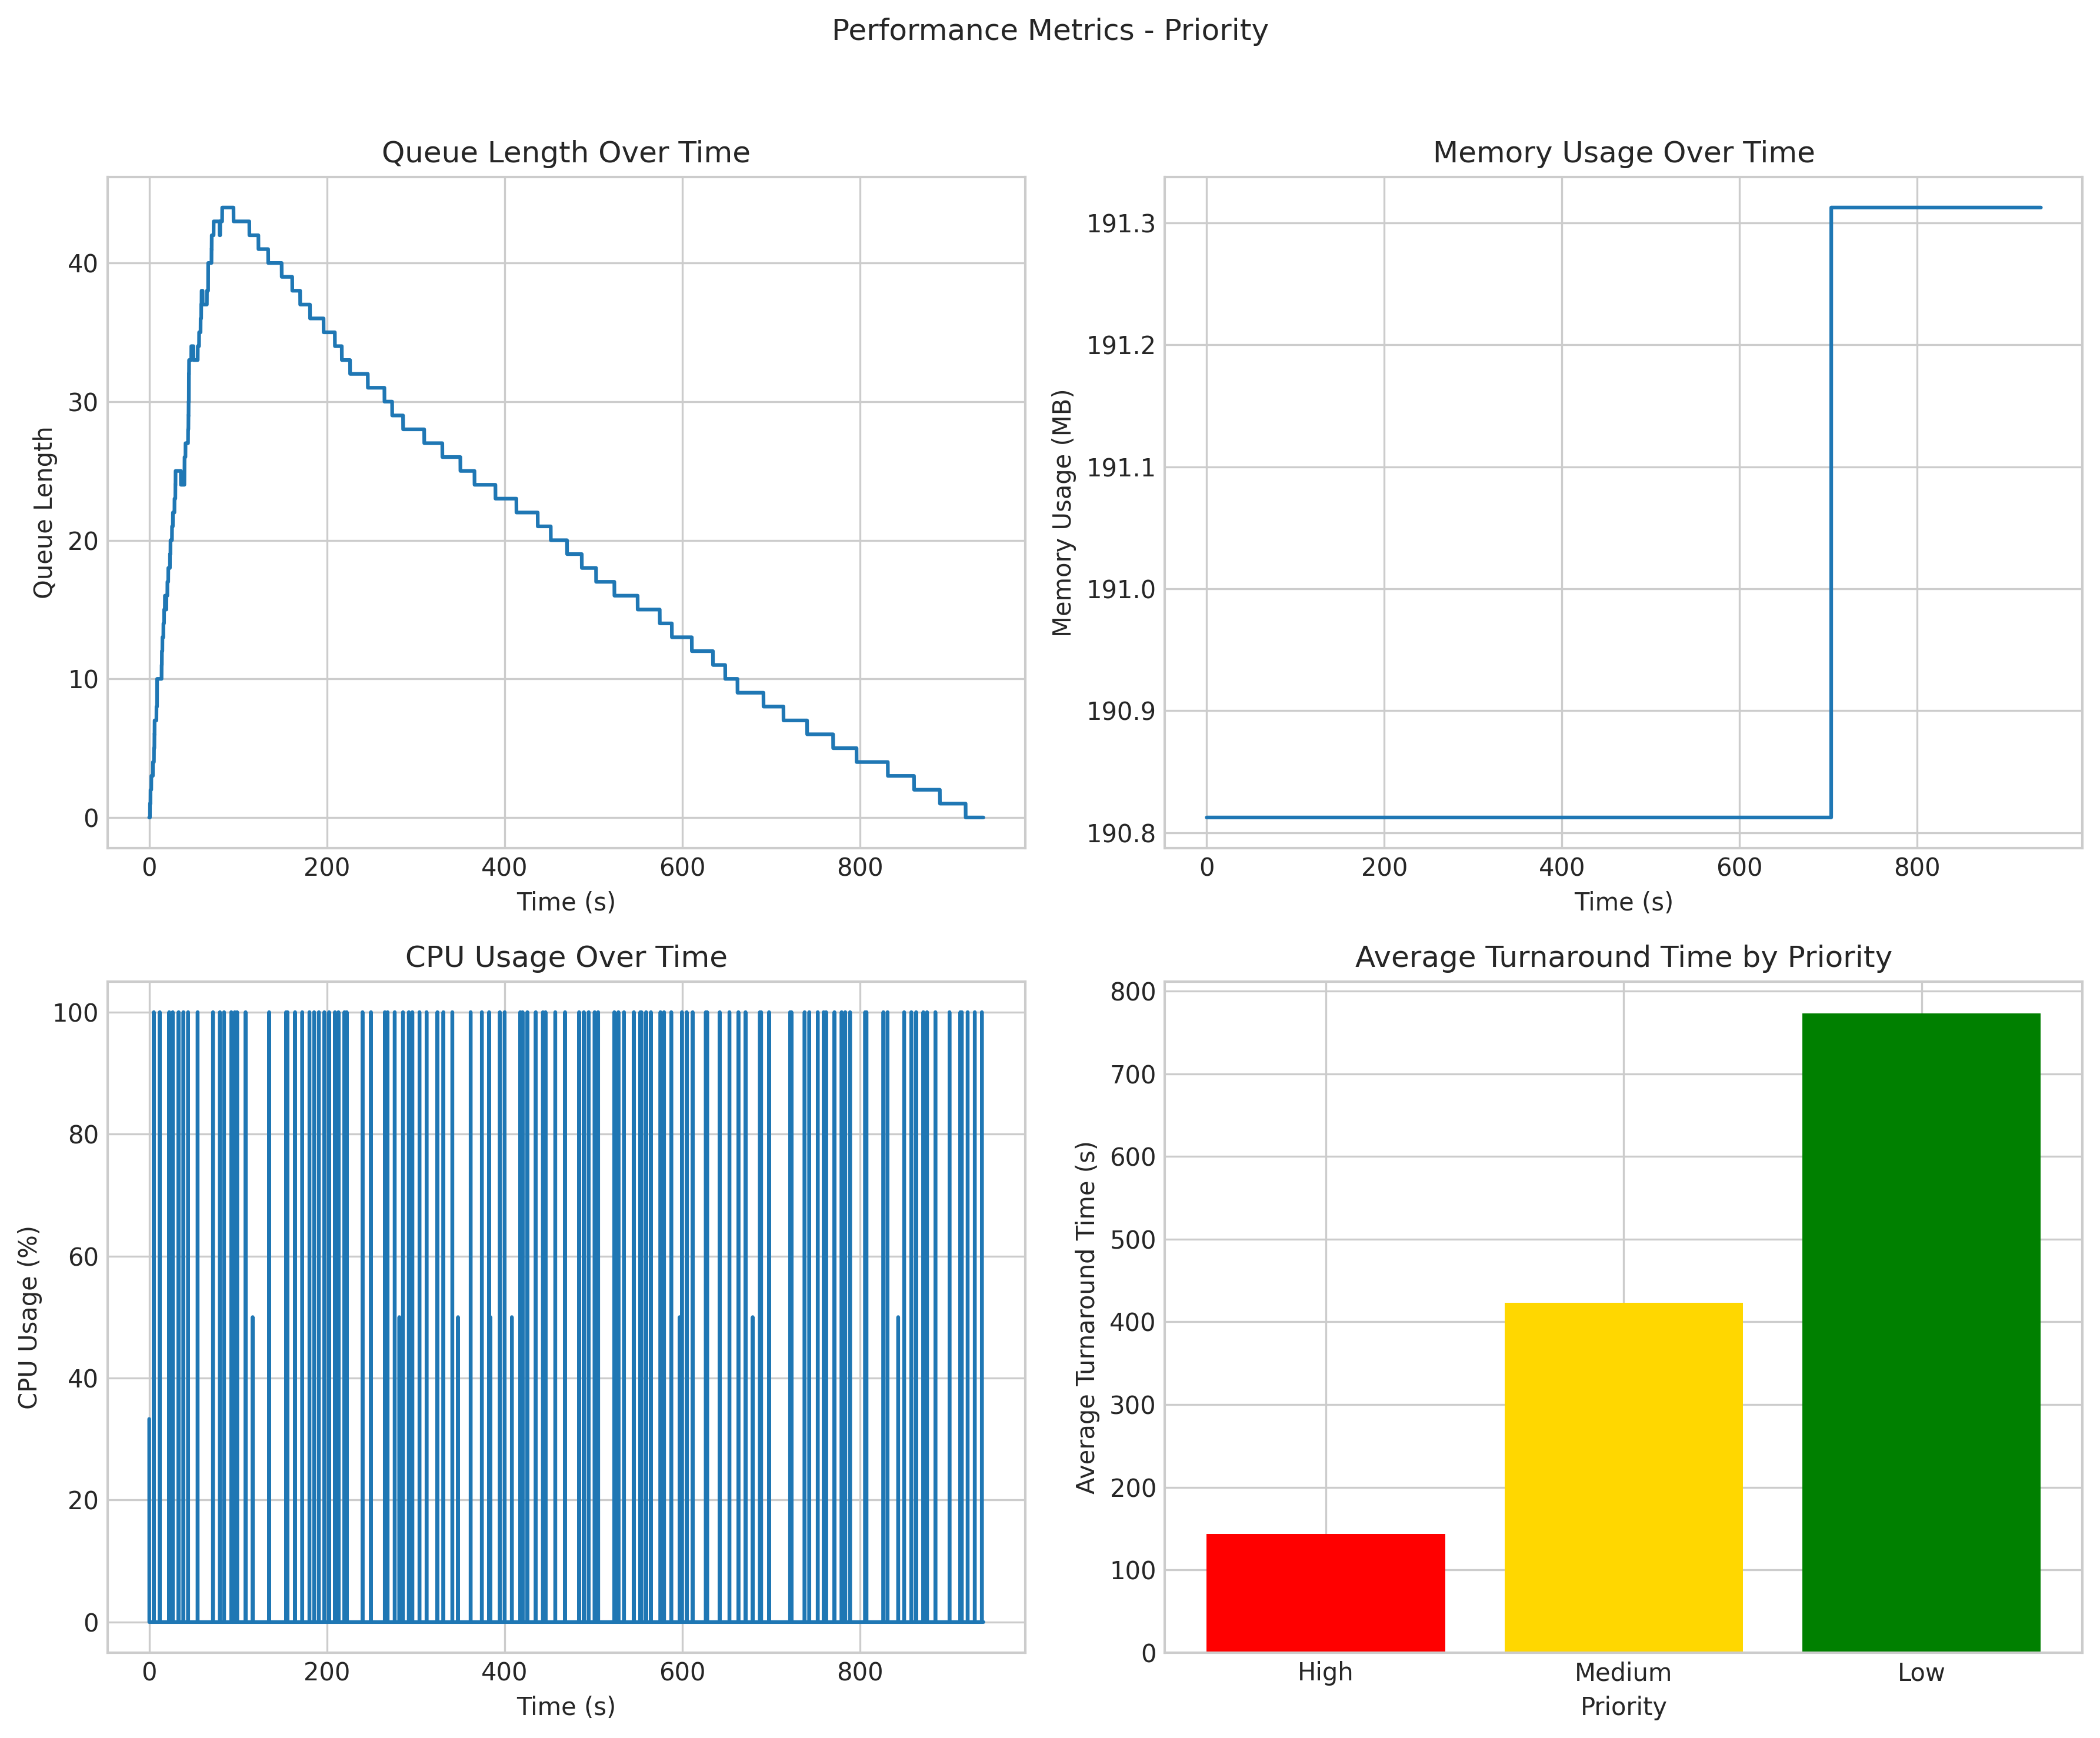 Performance Metrics - Priority
Queue Length Over Time
Queue Length
40
30
20
10
0
0 200 400 600 800
Time (s)
Memory Usage Over Time
Memory Usage (MB)
191.3
191.2
191.1
191.0
190.9
190.8
0 200 400 600 800
Time (s)
CPU Usage Over Time
CPU Usage (%)
100
80
60
40
20
0
0 200 400 600 800
Time (s)
Average Turnaround Time by Priority
Average Turnaround Time (s)
800
700
600
500
400
300
200
100
0
High Medium Low
Priority